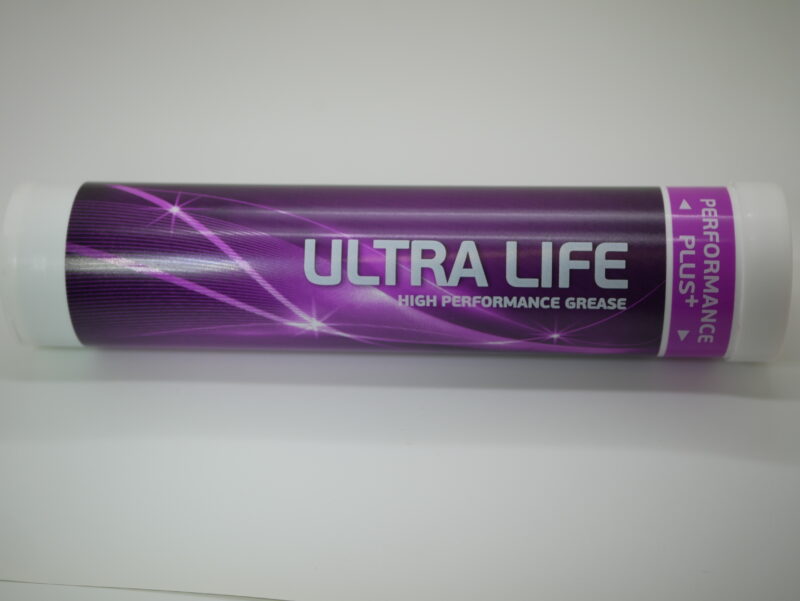 ULTRA LIFE
HIGH PERFORMANCE GREASE
PERFORMANCE
PLUS+